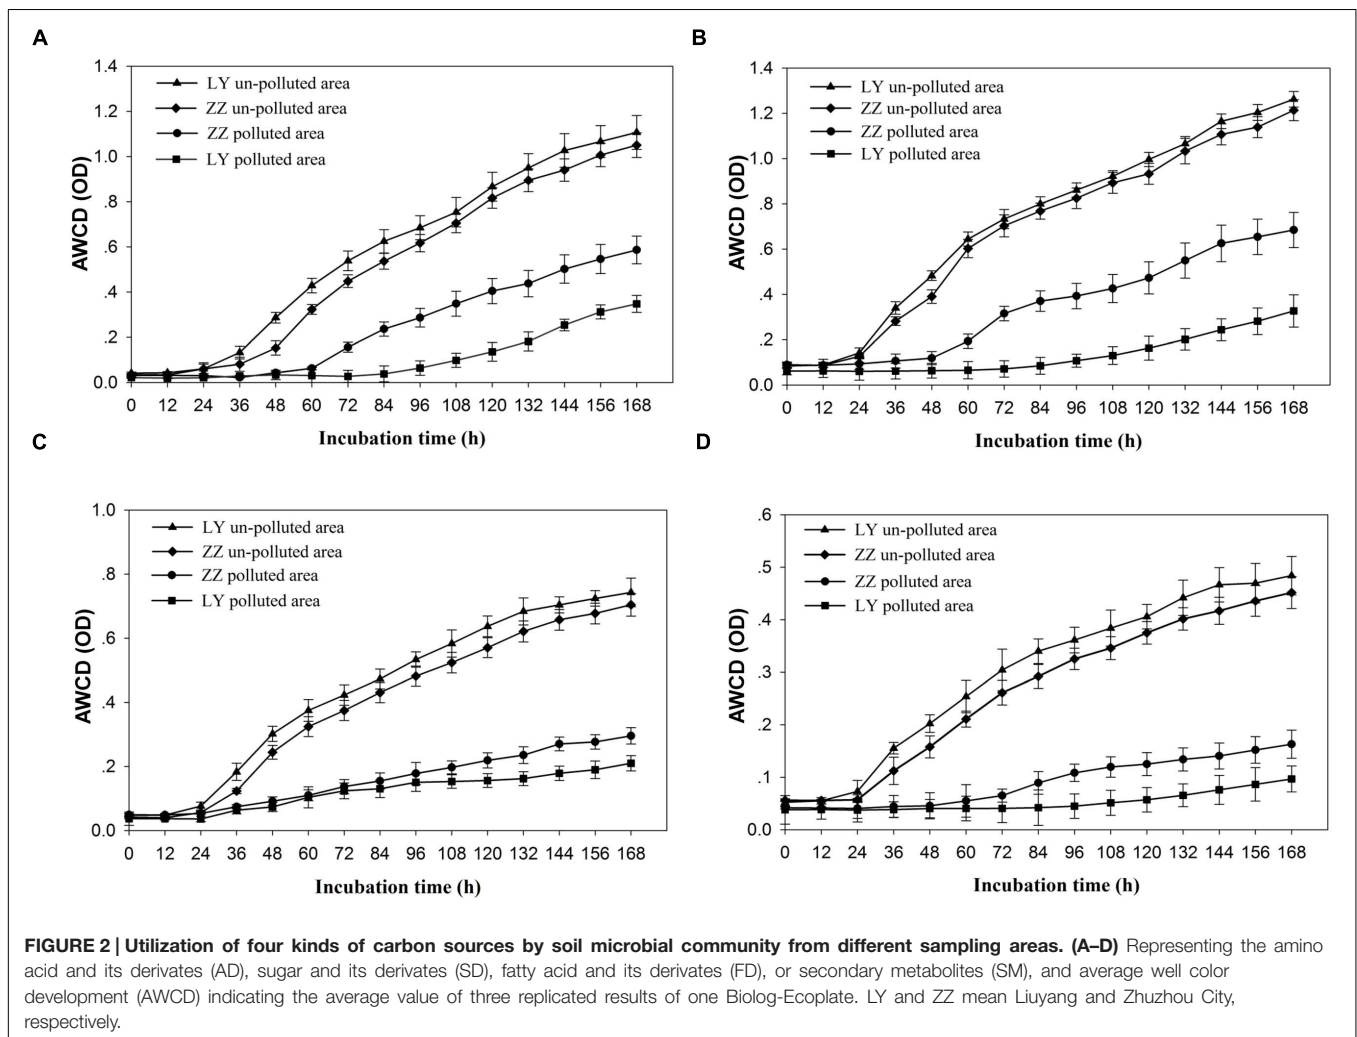 A
1.4
1.2
1.0
.8
.6
.4
.2
0.0
AWCD (OD)
LY un-polluted area
ZZ un-polluted area
ZZ polluted area
LY polluted area
0 12 24 36 48 60 72 84 96 108 120 132 144 156 168
Incubation time (h)
B
1.4
1.2
1.0
.8
.6
.4
.2
0.0
AWCD (OD)
LY un-polluted area
ZZ un-polluted area
ZZ polluted area
LY polluted area
0 12 24 36 48 60 72 84 96 108 120 132 144 156 168
Incubation time (h)
C
1.0
.8
.6
.4
.2
0.0
AWCD (OD)
LY un-polluted area
ZZ un-polluted area
ZZ polluted area
LY polluted area
0 12 24 36 48 60 72 84 96 108 120 132 144 156 168
Incubation time (h)
D
.6
.5
.4
.3
.2
.1
0.0
AWCD (OD)
LY un-polluted area
ZZ un-polluted area
ZZ polluted area
LY polluted area
0 12 24 36 48 60 72 84 96 108 120 132 144 156 168
Incubation time (h)
FIGURE 2 | Utilization of four kinds of carbon sources by soil microbial community from different sampling areas. (A–D) Representing the amino
acid and its derivates (AD), sugar and its derivates (SD), fatty acid and its derivates (FD), or secondary metabolites (SM), and average well color
development (AWCD) indicating the average value of three replicated results of one Biolog-Ecoplate. LY and ZZ mean Liuyang and Zhuzhou City,
respectively.